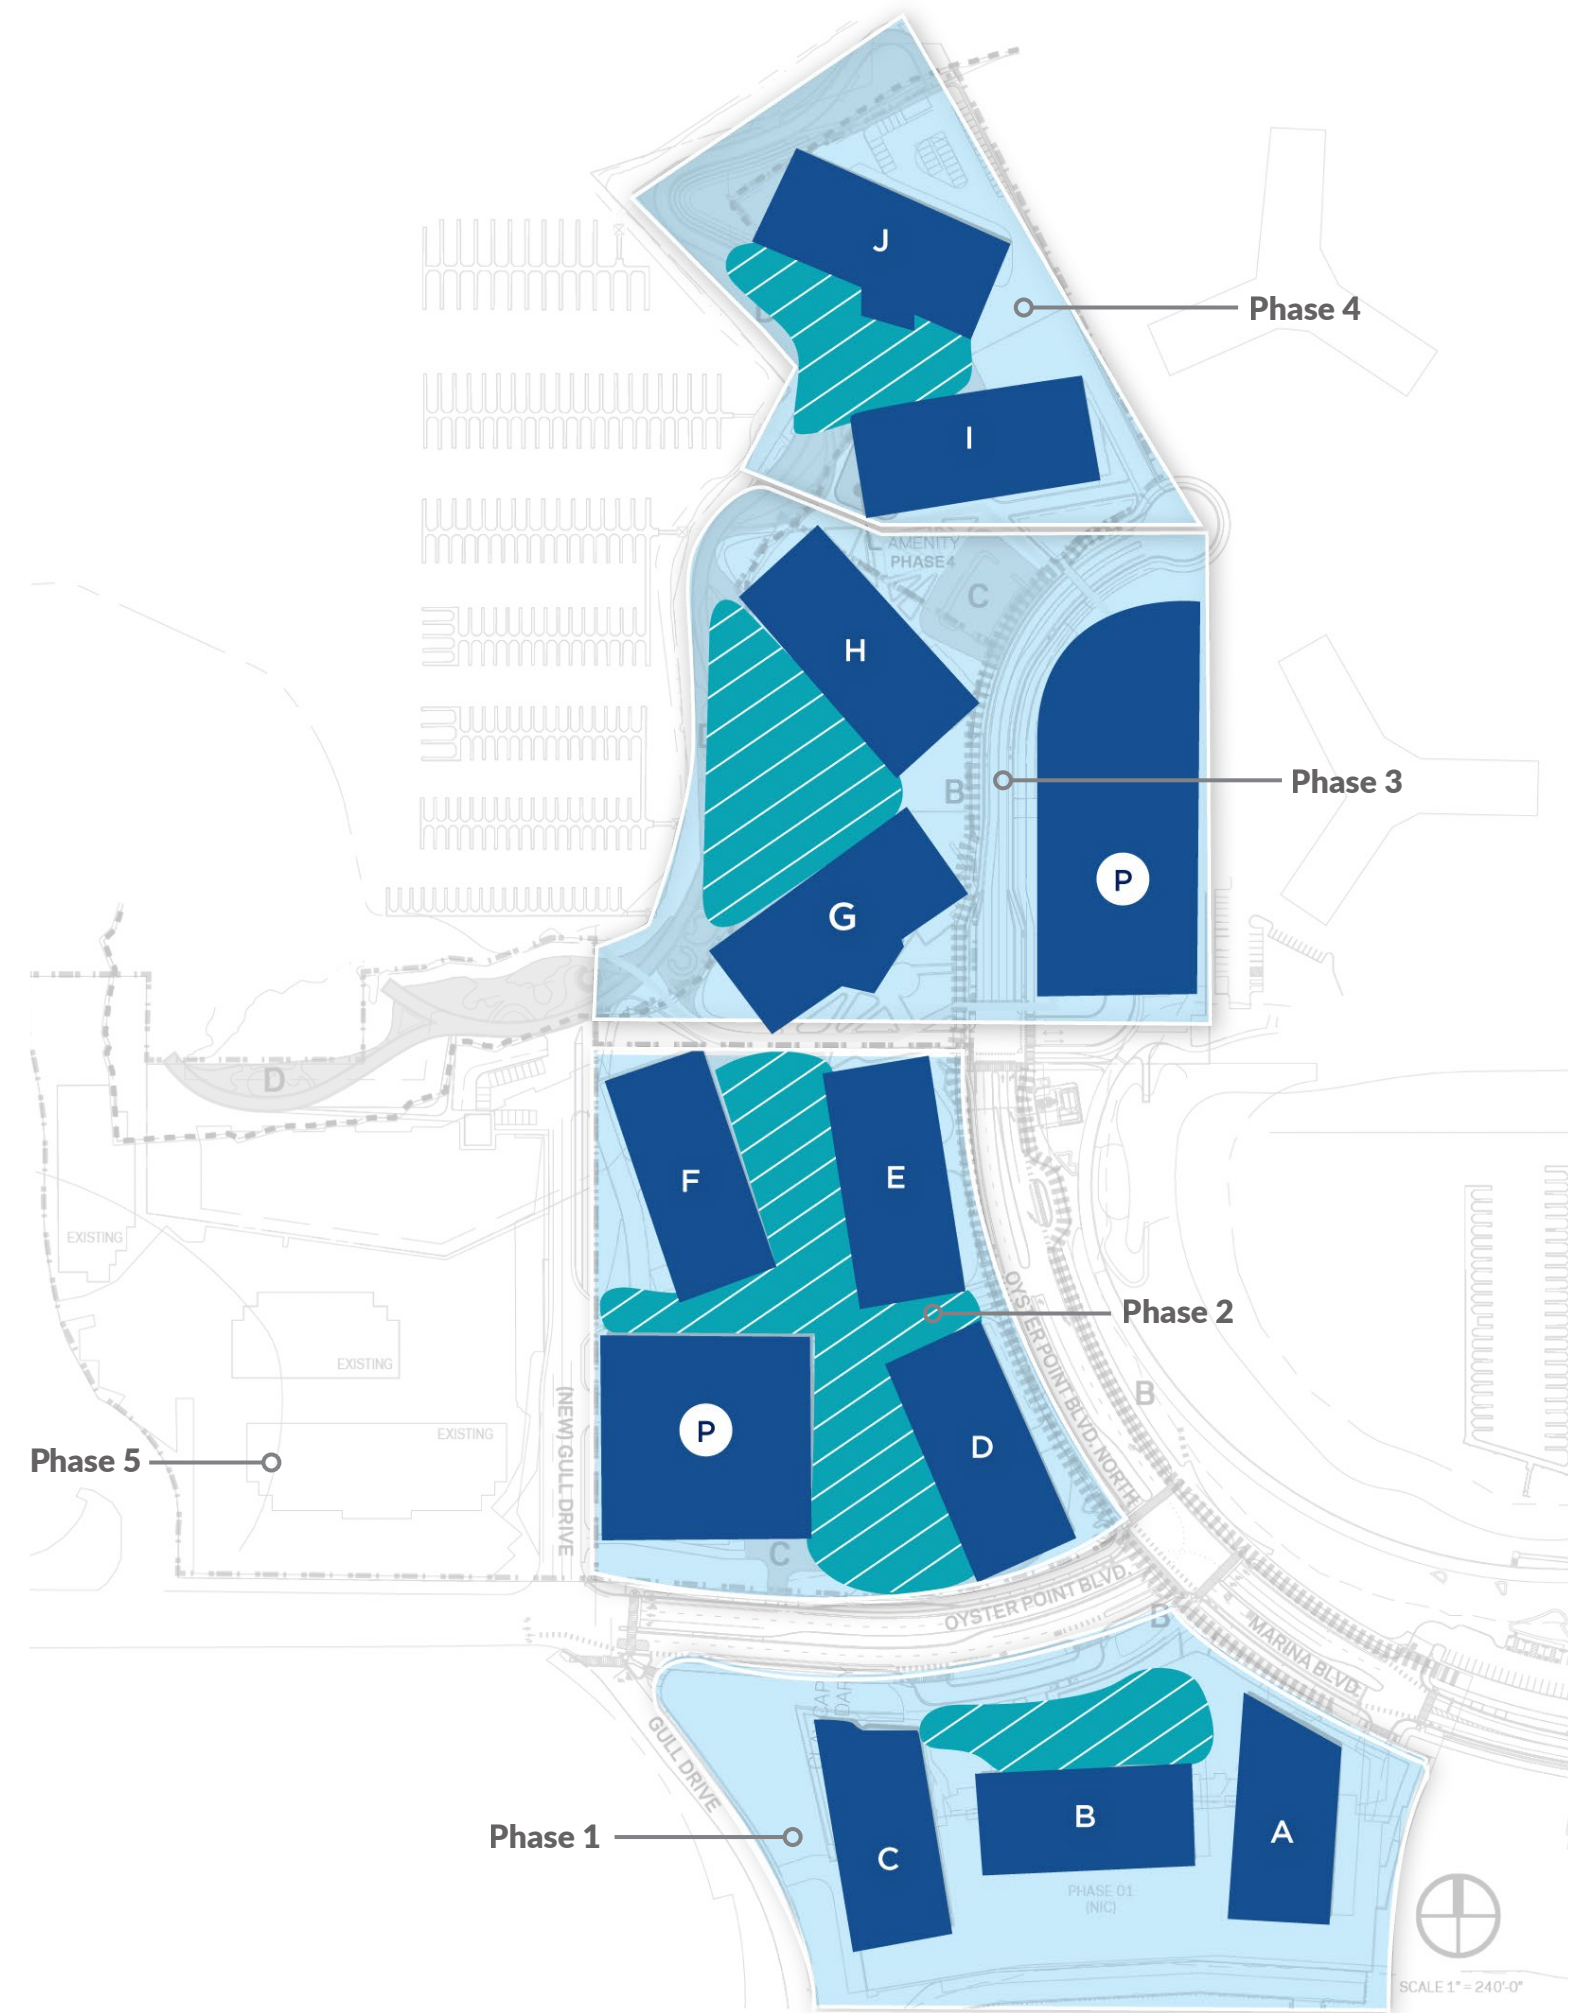 J
Phase 4
I
AMENITY
PHASE 4
C
H
B
Phase 3
P
G
D
F
E
EXISTING
Phase 2
EXISTING
OYSTER POINT BLVD. NORTH
B
(NEW) GULL DRIVE
EXISTING
P
D
Phase 5
C
OYSTER POINT BLVD.
B
MARINA BLVD.
GULL DRIVE
B
A
Phase 1
C
PHASE 01
(NIC)
SCALE 1" = 240'-0"